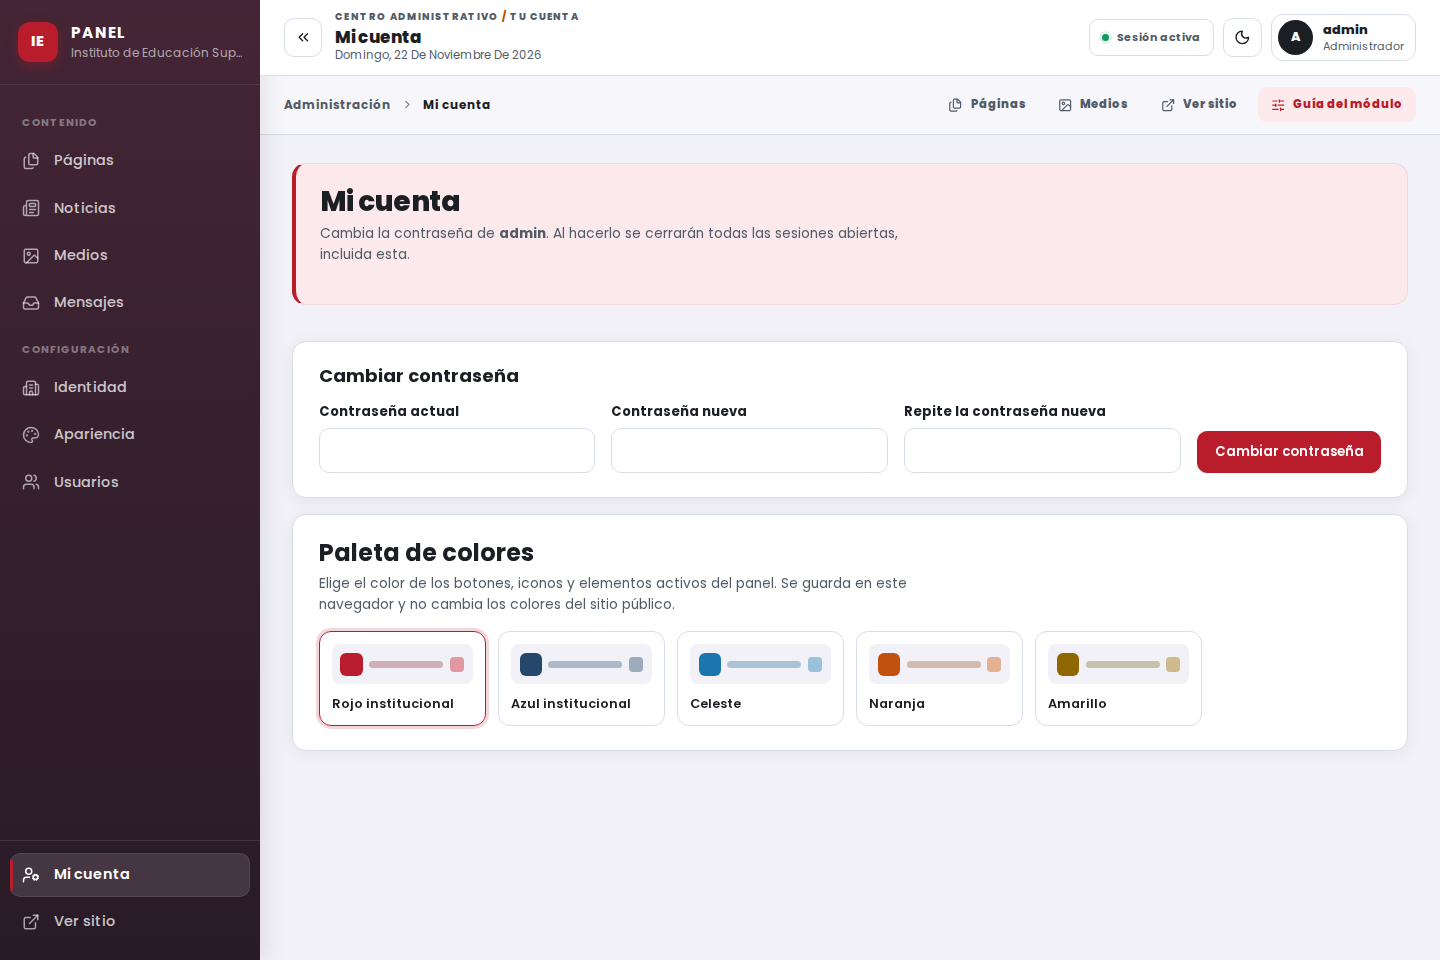 IE
PANEL
Instituto de Educación Sup...
CONTENIDO
Páginas
Noticias
Medios
Mensajes
CONFIGURACIÓN
Identidad
Apariencia
Usuarios
Mi cuenta
Ver sitio
CENTRO ADMINISTRATIVO / TU CUENTA
Mi cuenta
Domingo, 22 De Noviembre De 2026
Sesión activa
A
admin
Administrador
Administración
Mi cuenta
Páginas
Medios
Ver sitio
Guía del módulo
Mi cuenta
Cambia la contraseña de admin. Al hacerlo se cerrarán todas las sesiones abiertas,
incluida esta.
Cambiar contraseña
Contraseña actual
Contraseña nueva
Repite la contraseña nueva
Cambiar contraseña
Paleta de colores
Elige el color de los botones, iconos y elementos activos del panel. Se guarda en este
navegador y no cambia los colores del sitio público.
Rojo institucional
Azul institucional
Celeste
Naranja
Amarillo